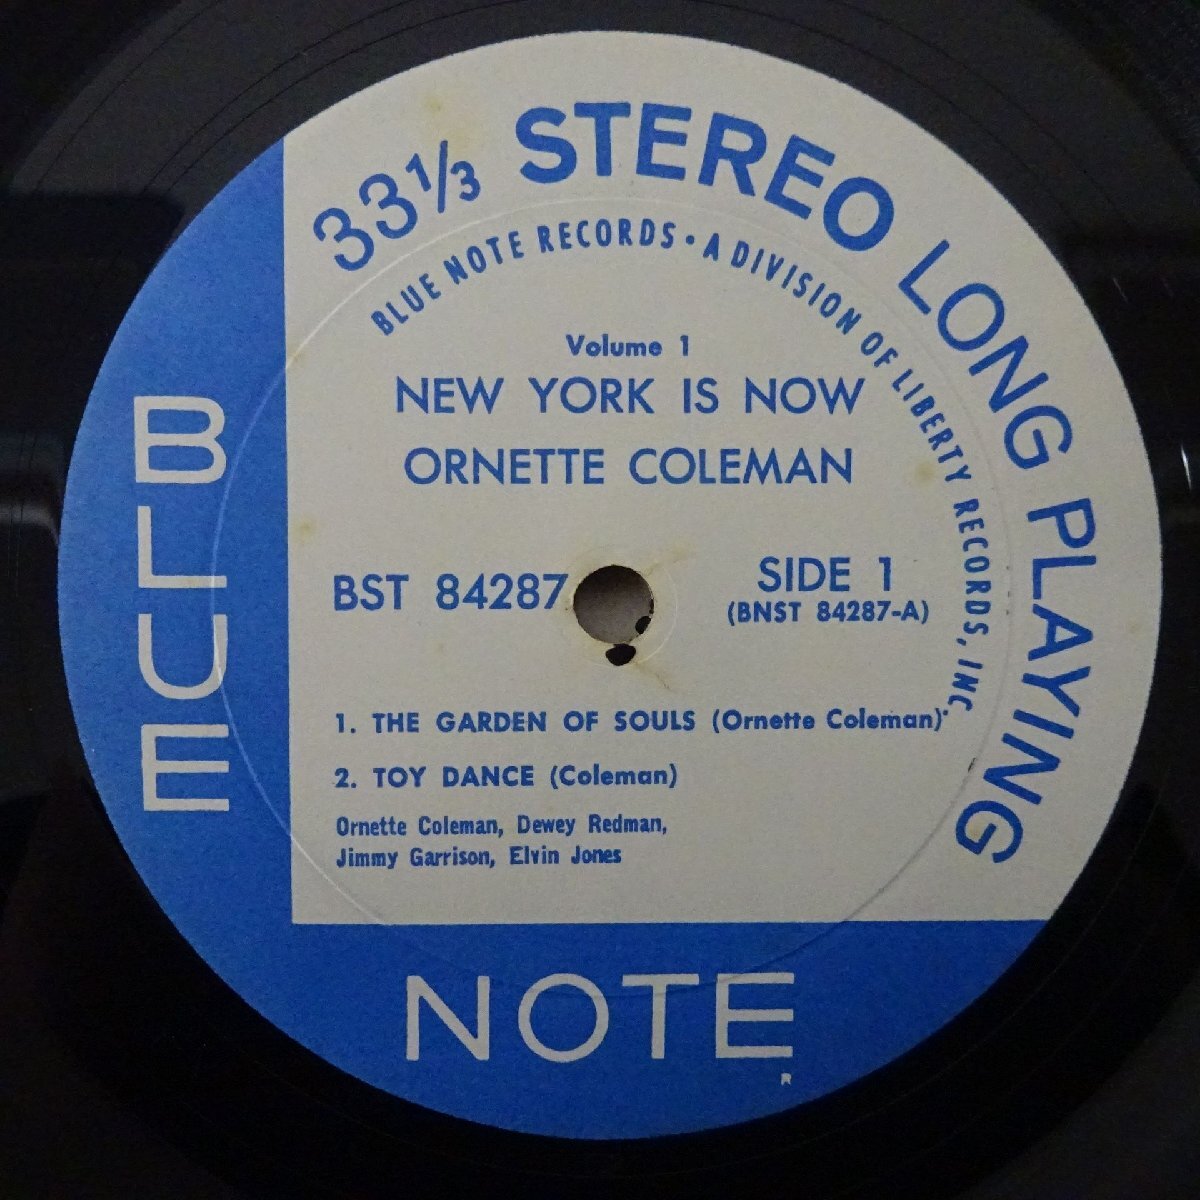 33 1/3 STEREO LONG PLAYING
BLUE NOTE RECORDS • A DIVISION OF LIBERTY RECORDS, INC.
Volume 1
NEW YORK IS NOW
ORNETTE COLEMAN
BST 84287
SIDE 1
(BNST 84287-A)
1. THE GARDEN OF SOULS (Ornette Coleman)
2. TOY DANCE (Coleman)
Ornette Coleman, Dewey Redman,
Jimmy Garrison, Elvin Jones
BLUE
NOTE
R